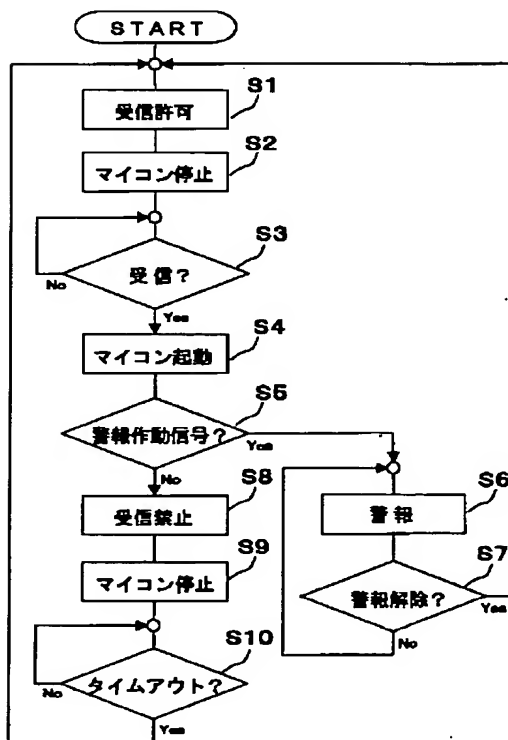 START
S1
受信許可
S2
マイコン停止
S3
受信?
No
Yes
S4
マイコン起動
S5
警報作動信号?
Yes
No
S8
受信禁止
S6
警報
S9
マイコン停止
S7
警報解除?
Yes
No
S10
タイムアウト?
No
Yes